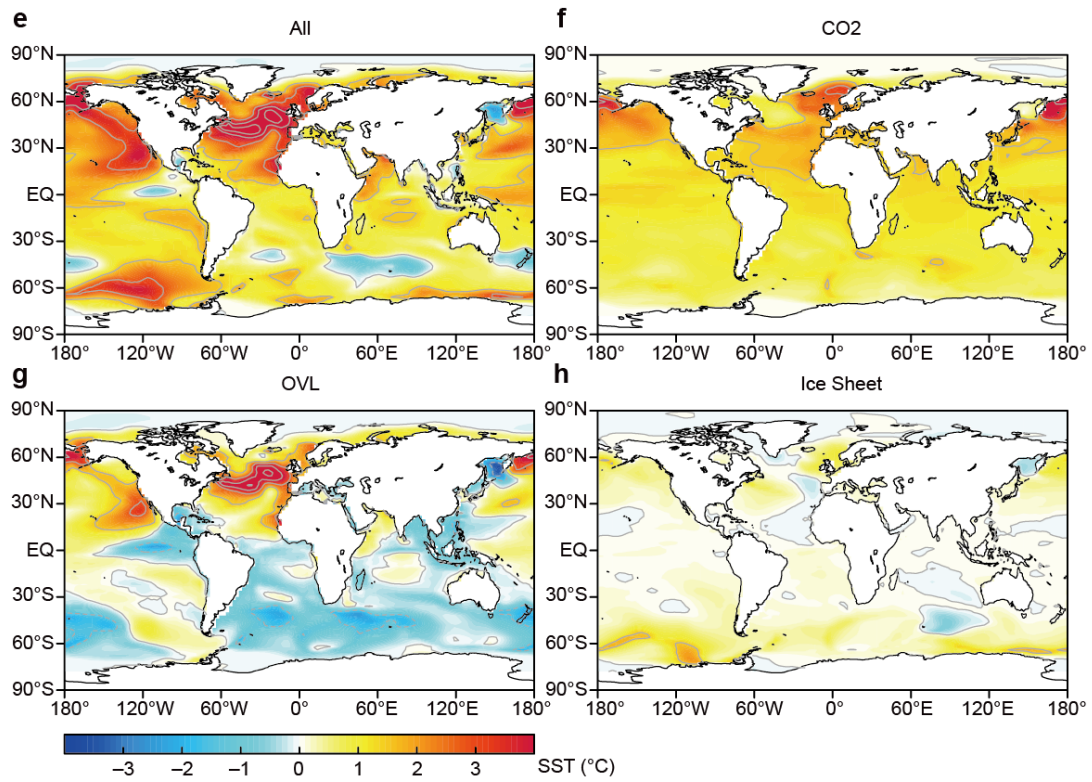 e All f CO2
90°N 90°N
60°N 60°N
30°N 30°N
EQ EQ
30°S 30°S
60°S 60°S
90°S 90°S
180° 120°W 60°W 0° 60°E 120°E 180° 180° 120°W 60°W 0° 60°E 120°E 180°
g OVL h Ice Sheet
90°N 90°N
60°N 60°N
30°N 30°N
EQ EQ
30°S 30°S
60°S 60°S
90°S 90°S
180° 120°W 60°W 0° 60°E 120°E 180° 180° 120°W 60°W 0° 60°E 120°E 180°
–3 –2 –1 0 1 2 3 SST (°C)